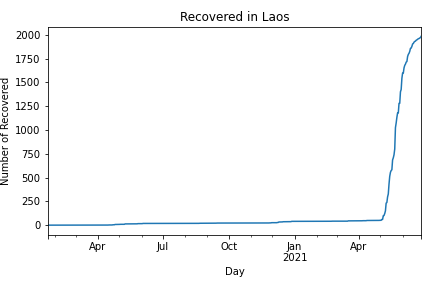 Recovered in Laos
Number of Recovered
2000
1750
1500
1250
1000
750
500
250
0
Apr
Jul
Oct
Jan
2021
Apr
Day